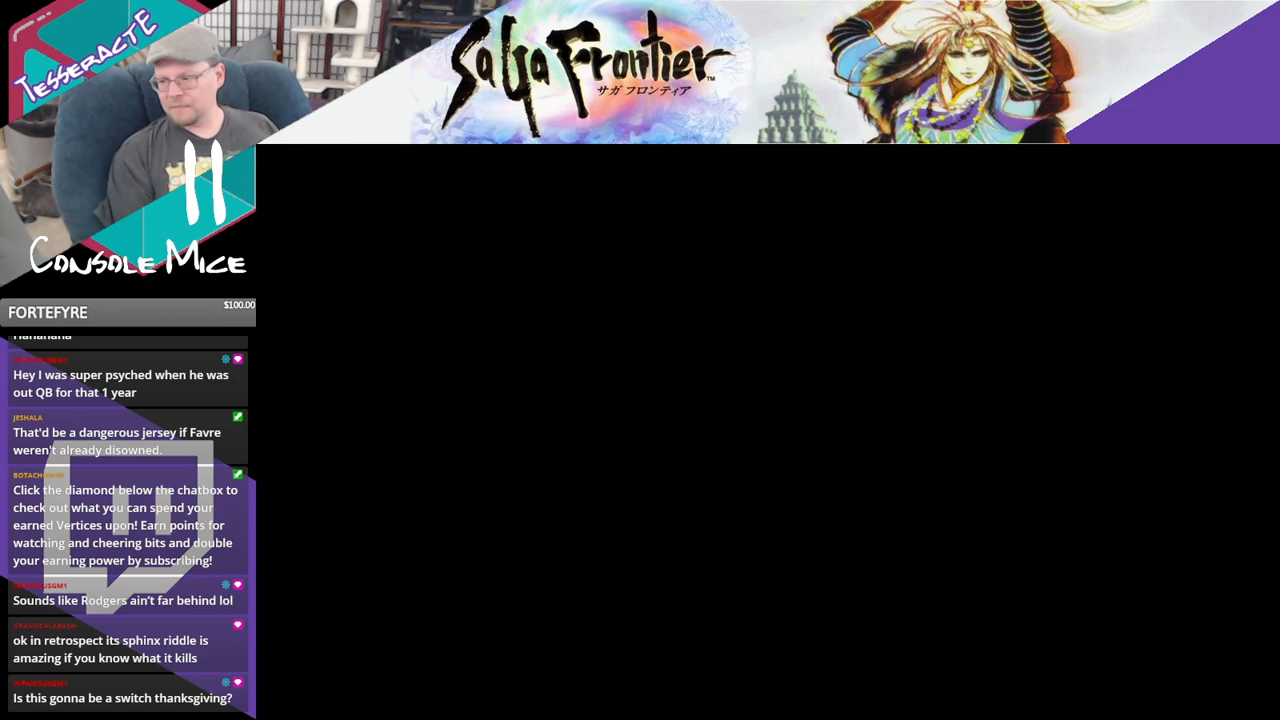 TESSERACTE
SaGa Frontier™
サガ フロンティア
11
CONSOLE MICE
FORTEFYRE
$100.00
Hahahaha
Hey I was super psyched when he was
out QB for that 1 year
JESHALA
That'd be a dangerous jersey if Favre
weren't already disowned.
Click the diamond below the chatbox to
check out what you can spend your
earned Vertices upon! Earn points for
watching and cheering bits and double
your earning power by subscribing!
Sounds like Rodgers ain't far behind lol
ok in retrospect its sphinx riddle is
amazing if you know what it kills
Is this gonna be a switch thanksgiving?